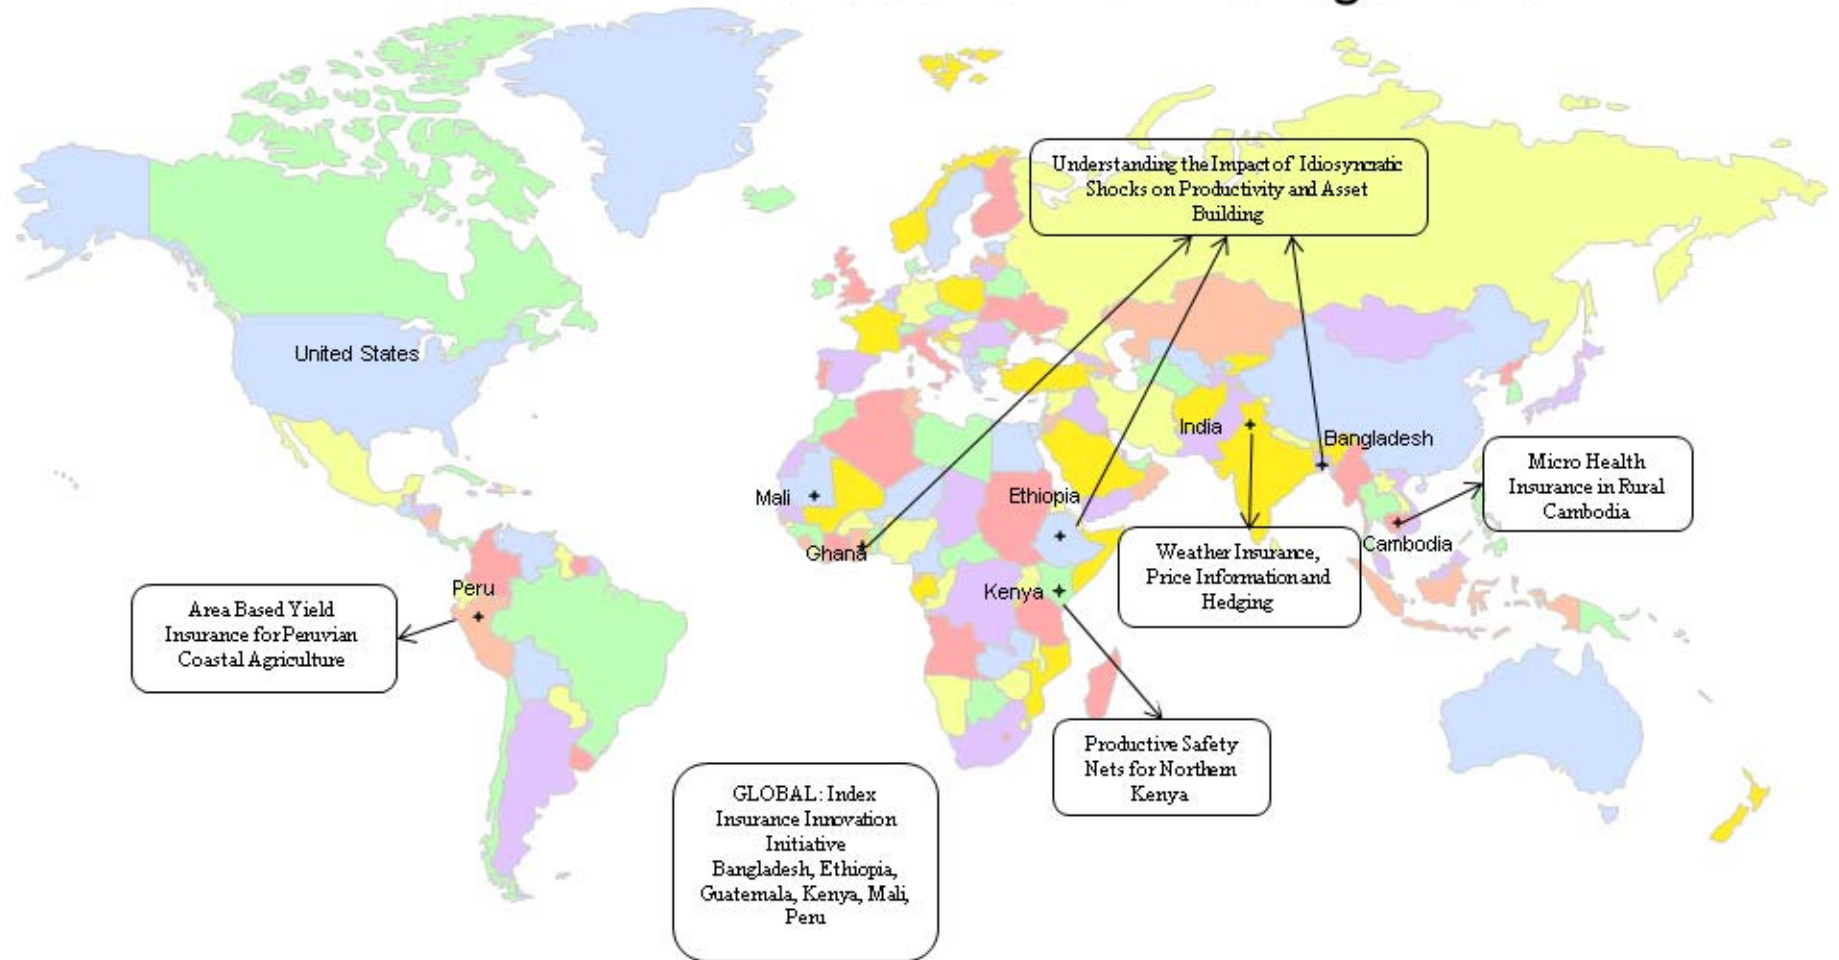 Understanding the Impact of Idiosyncratic
Shocks on Productivity and Asset
Building
United States
India
Bangladesh
Micro Health
Insurance in Rural
Cambodia
Mali
Ethiopia
Ghana
Cambodia
Weather Insurance,
Price Information and
Hedging
Peru
Kenya
Area Based Yield
Insurance for Peruvian
Coastal Agriculture
Productive Safety
Nets for Northern
Kenya
GLOBAL: Index
Insurance Innovation
Initiative
Bangladesh, Ethiopia,
Guatemala, Kenya, Mali,
Peru